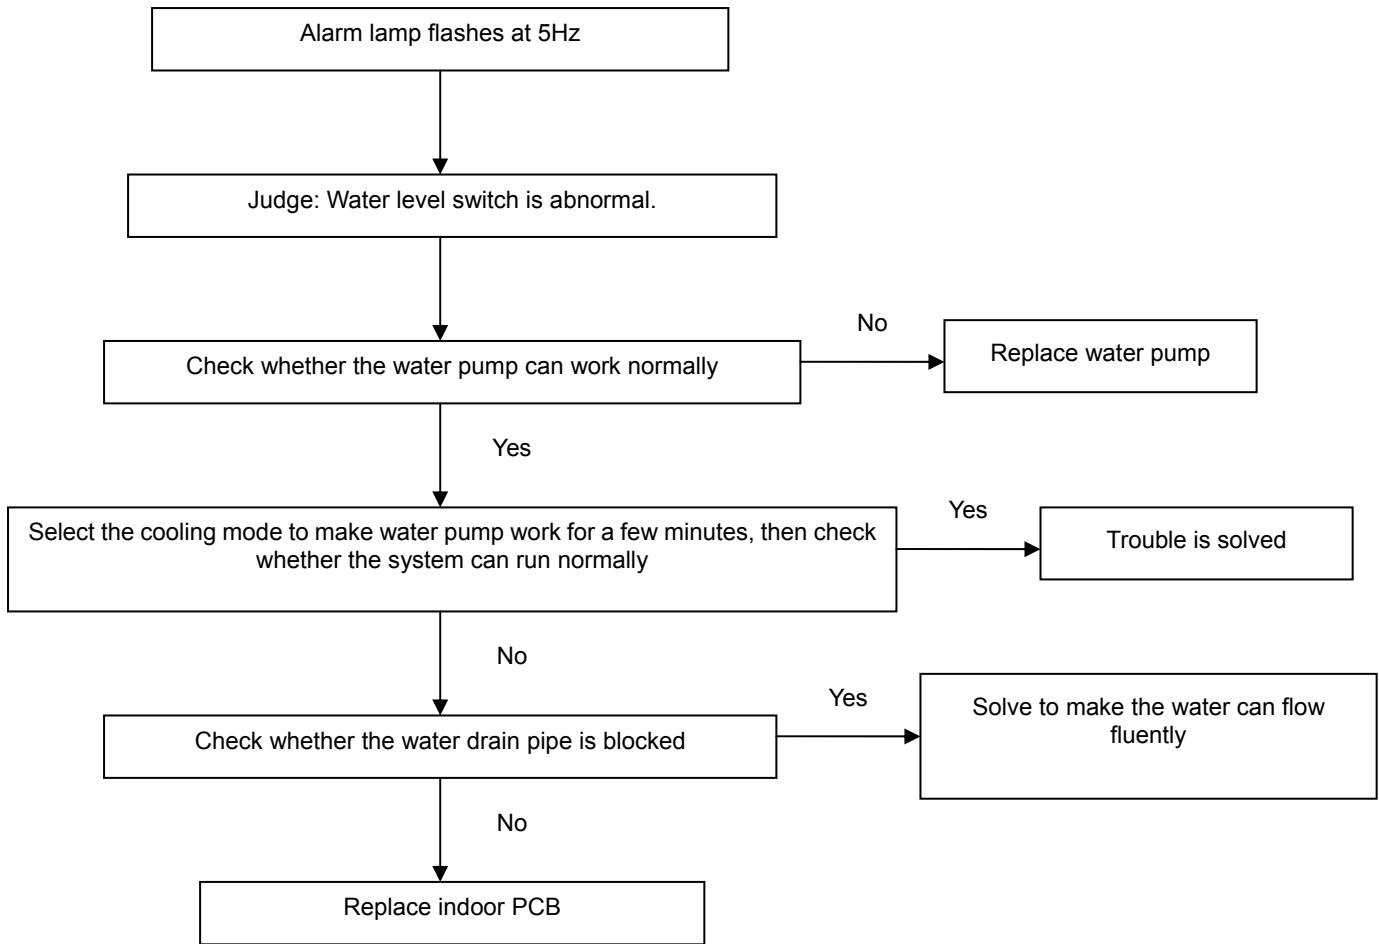 Alarm lamp flashes at 5Hz
Judge: Water level switch is abnormal.
No
Check whether the water pump can work normally
Replace water pump
Yes
Select the cooling mode to make water pump work for a few minutes, then check
whether the system can run normally
Yes
Trouble is solved
No
Check whether the water drain pipe is blocked
Yes
Solve to make the water can flow
fluently
No
Replace indoor PCB